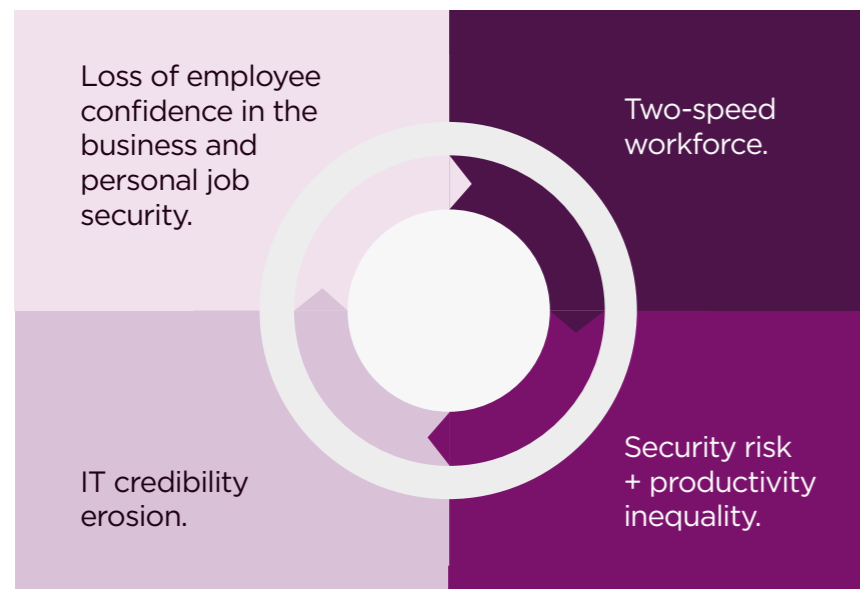 Loss of employee
confidence in the
business and
personal job
security.
Two-speed
workforce.
IT credibility
erosion.
Security risk
+ productivity
inequality.